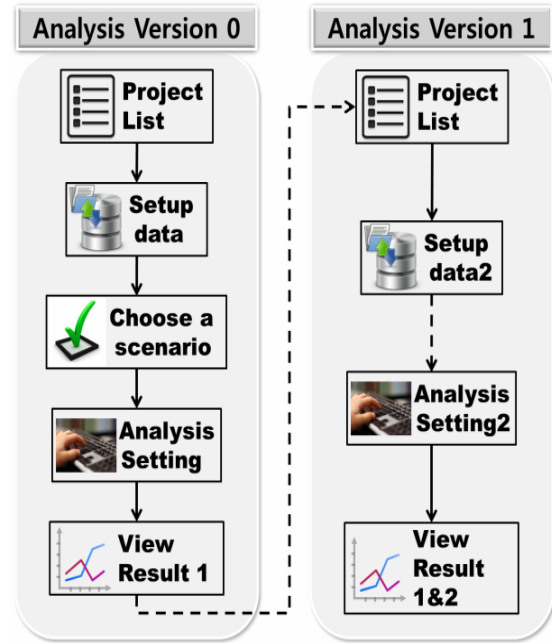 Analysis Version 0
Project
List
Setup
data
Choose a
scenario
Analysis
Setting
View
Result 1
Analysis Version 1
Project
List
Setup
data2
Analysis
Setting2
View
Result
1&2